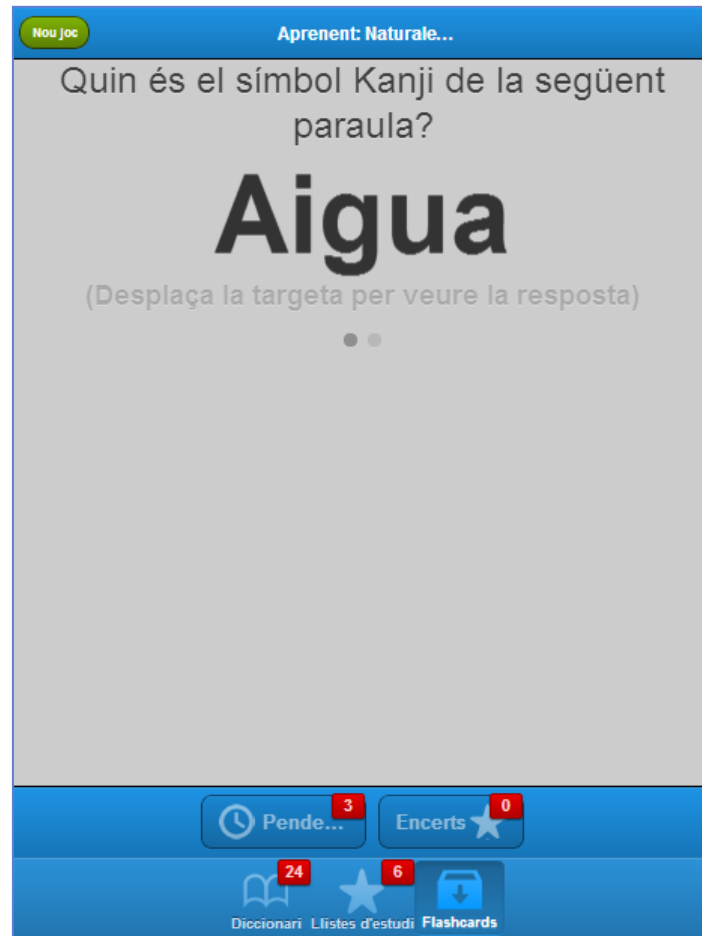 Nou joc
Aprenent: Naturale...
Quin és el símbol Kanji de la següent
paraula?
Aigua
(Desplaça la targeta per veure la resposta)
Pende... 3
Encerts 0
24 6
Diccionari Llistes d'estudi Flashcards